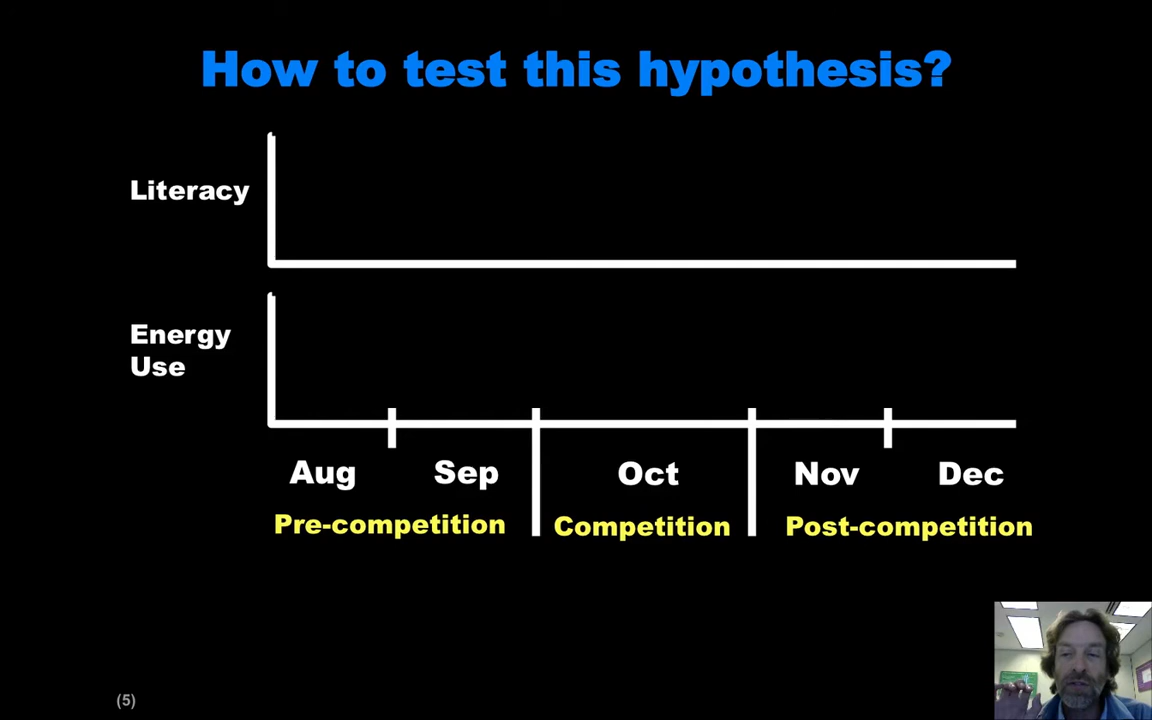 How to test this hypothesis?
Literacy
Energy
Use
Aug Sep Oct Nov Dec
Pre-competition Competition Post-competition
(5)